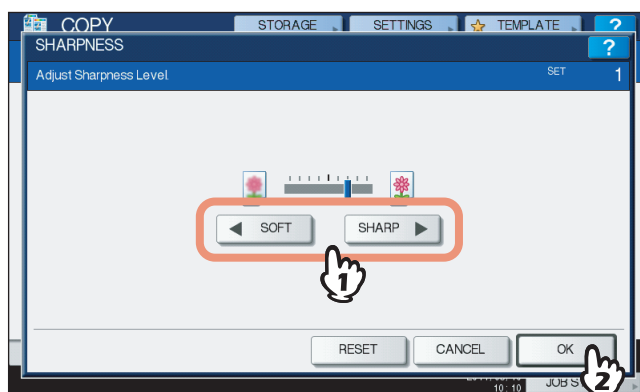 COPY STORAGE SETTINGS TEMPLATE ?
SHARPNESS ?
Adjust Sharpness Level. SET 1
SOFT SHARP
1
RESET CANCEL OK
2
10:10 JOB S